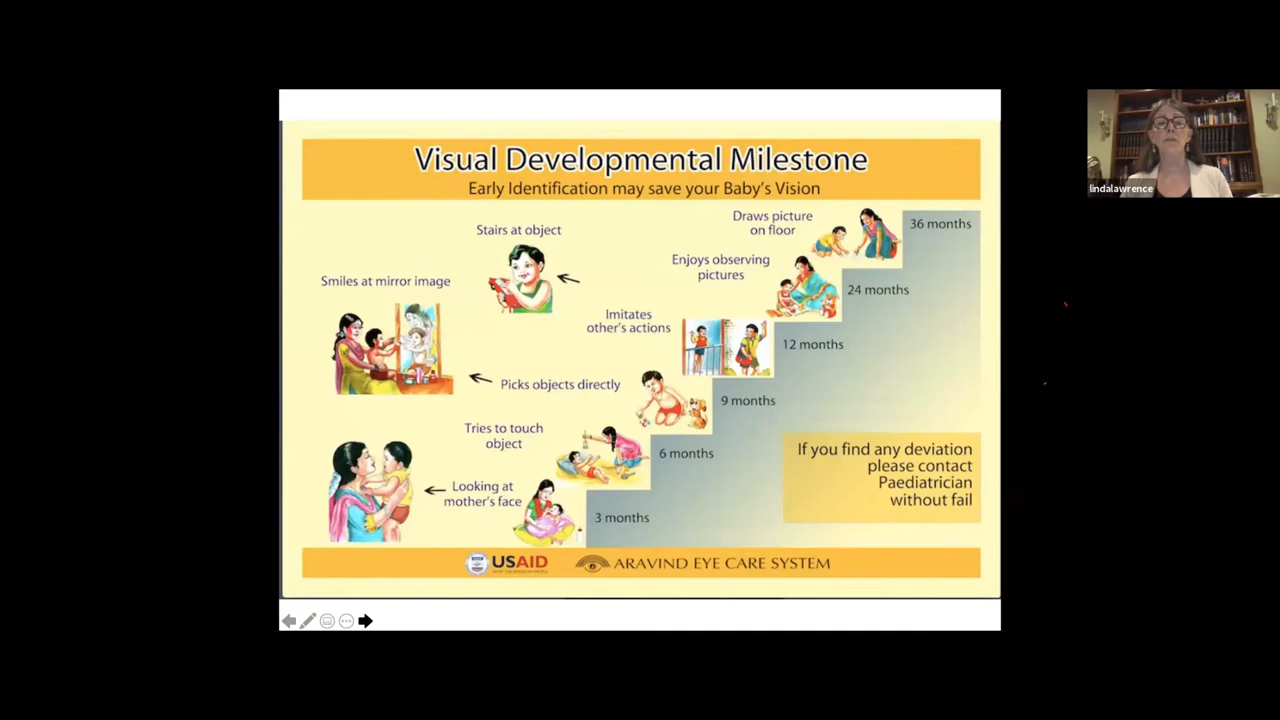 Visual Developmental Milestone
Early Identification may save your Baby's Vision
Draws picture
on floor
36 months
Stairs at object
Enjoys observing
pictures
24 months
Smiles at mirror image
Imitates
other's actions
12 months
Picks objects directly
9 months
Tries to touch
object
6 months
Looking at
mother's face
3 months
If you find any deviation
please contact
Paediatrician
without fail
USAID
ARAVIND EYE CARE SYSTEM
lindalawrence